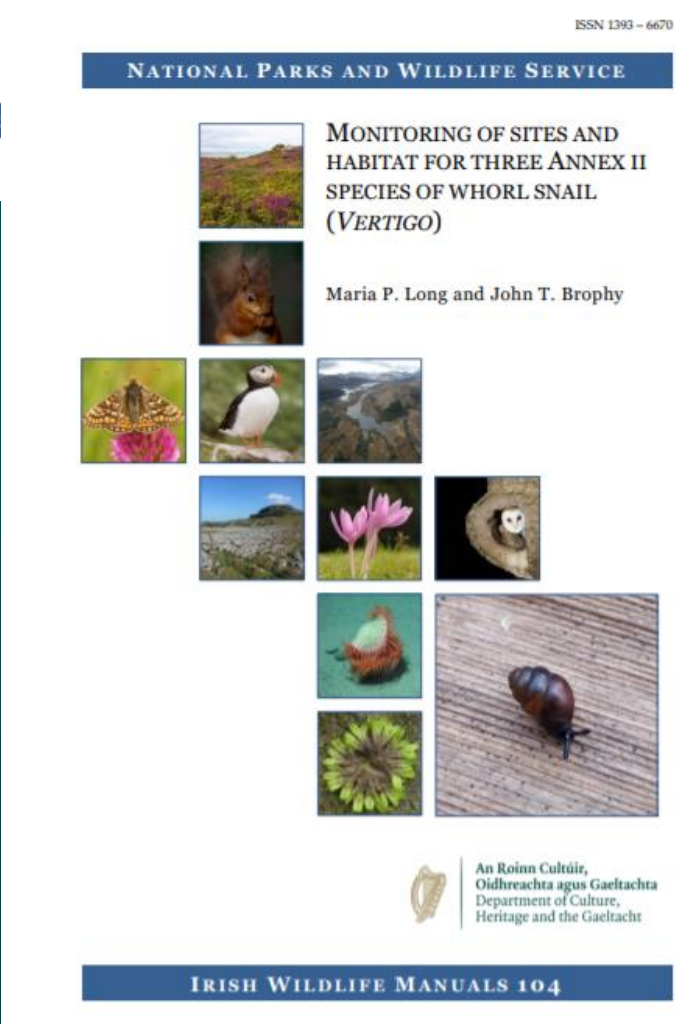 ISSN 1393 – 6670
NATIONAL PARKS AND WILDLIFE SERVICE
MONITORING OF SITES AND
HABITAT FOR THREE ANNEX II
SPECIES OF WHORL SNAIL
(VERTIGO)
Maria P. Long and John T. Brophy
An Roinn Cultúir,
Oidhreachta agus Gaeltachta
Department of Culture,
Heritage and the Gaeltacht
IRISH WILDLIFE MANUALS 104